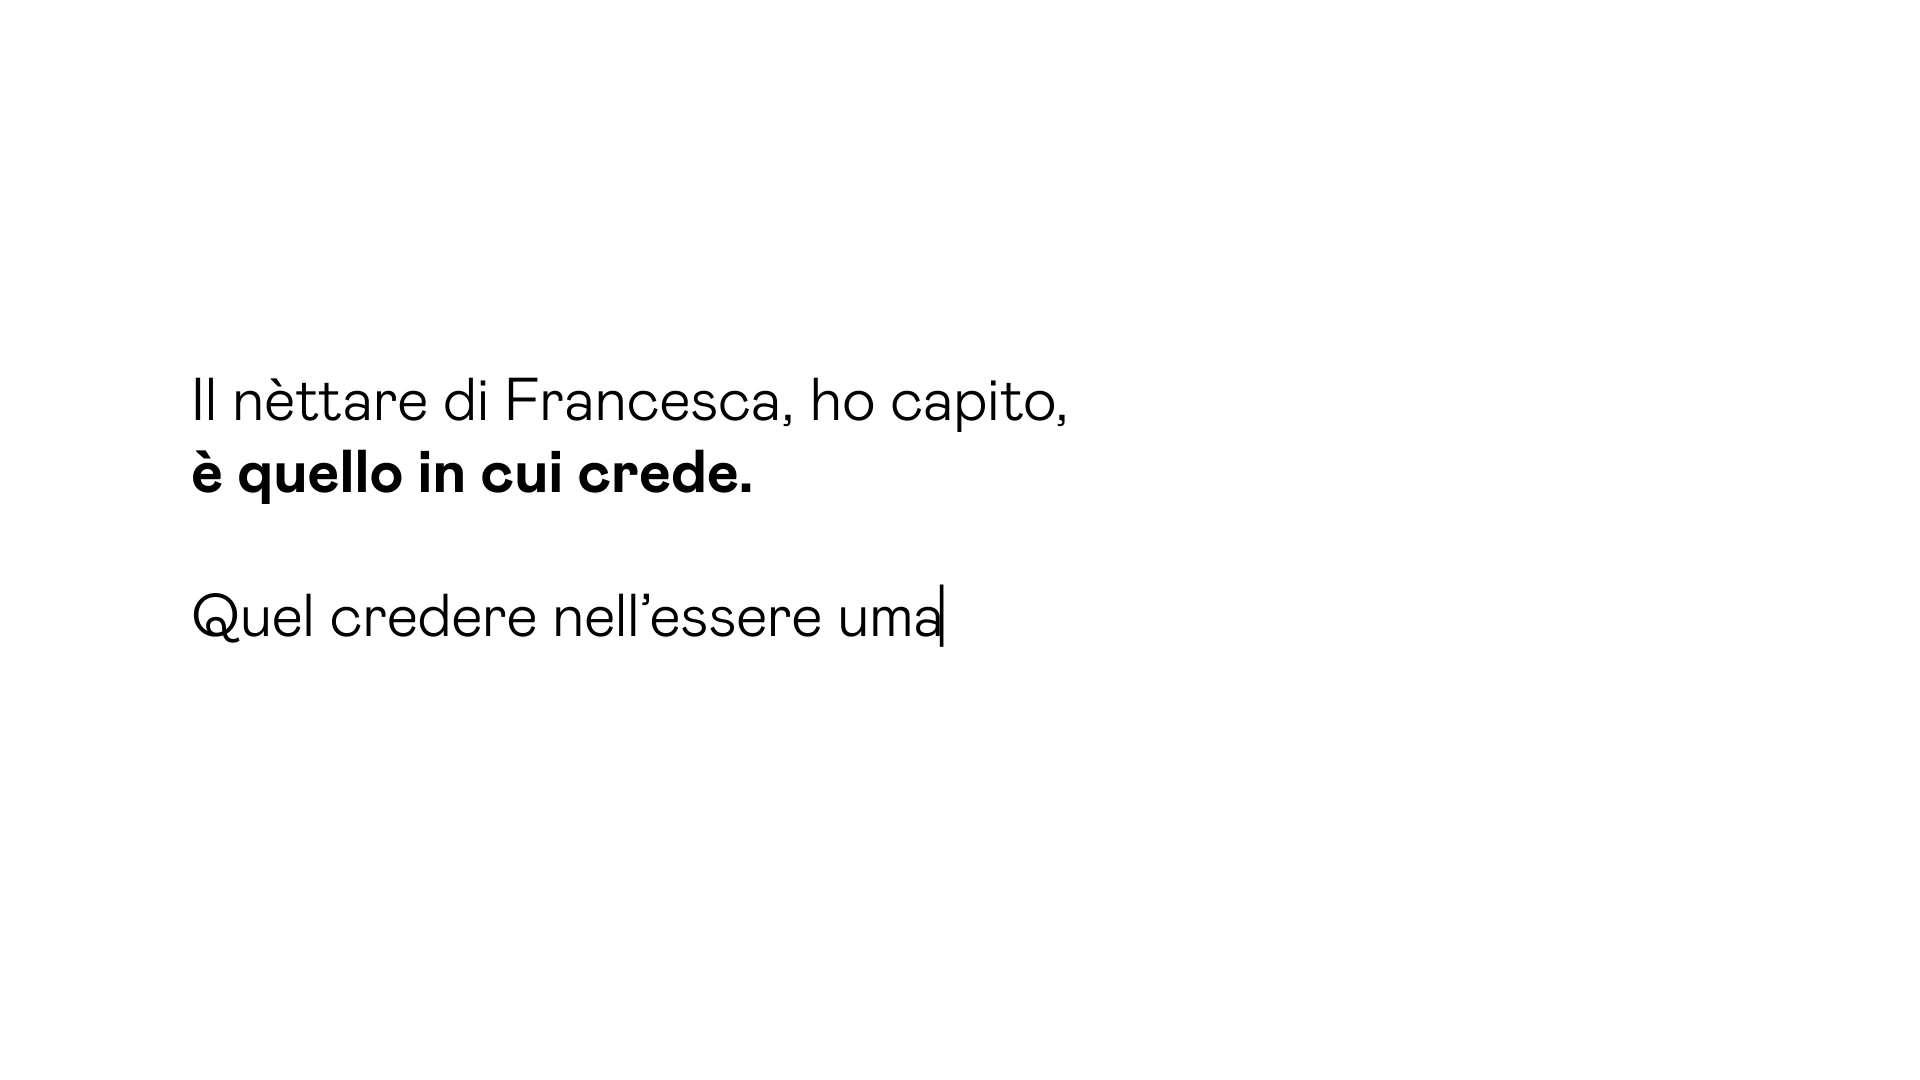 Il nèttare di Francesca, ho capito,
è quello in cui crede.
Quel credere nell’essere uma